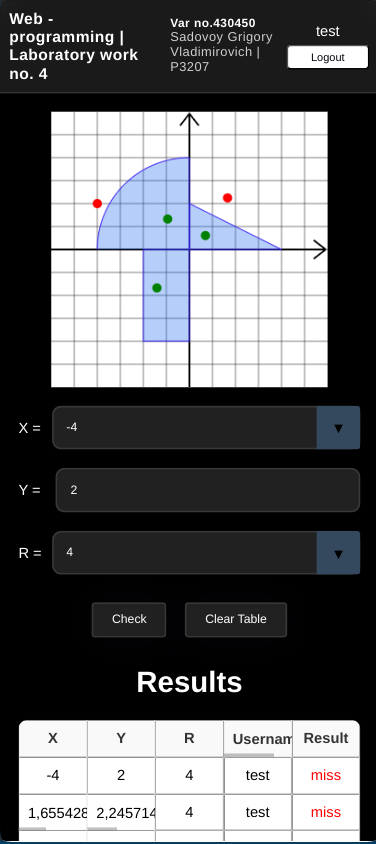 Web -
programming |
Laboratory work
no. 4
Var no.430450
Sadovoy Grigory
Vladimirovich |
P3207
test
Logout
X =
-4
▼
Y =
2
R =
4
▼
Check
Clear Table
Results
X Y R Usernam Result
-4 2 4 test miss
1,655428 2,245714 4 test miss